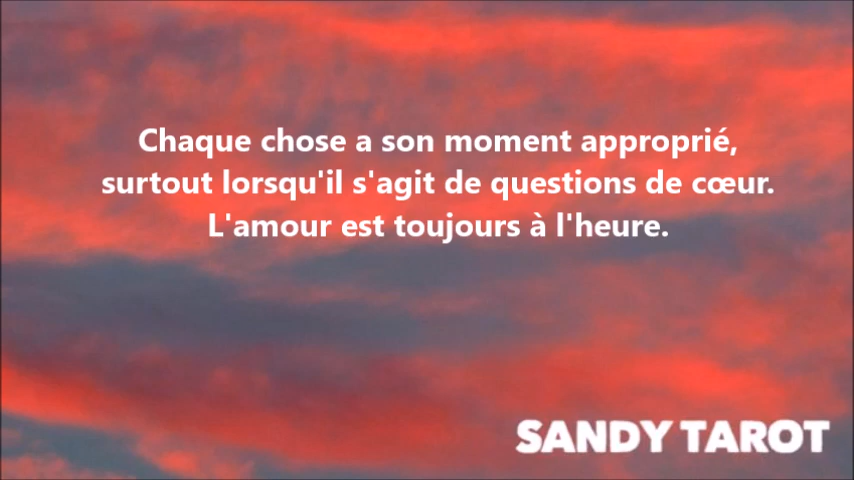 Chaque chose a son moment approprié,
surtout lorsqu'il s'agit de questions de cœur.
L'amour est toujours à l'heure.
SANDY TAROT